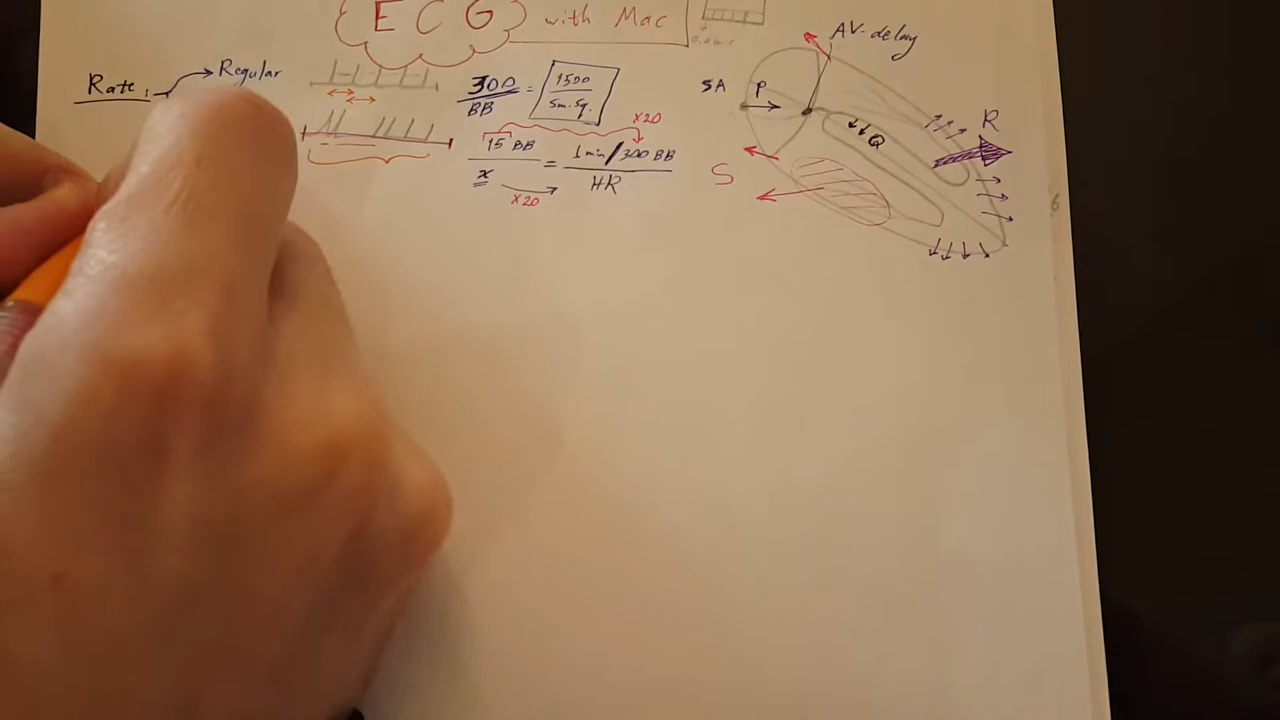 ECG with Mac
Rate, Regular
300 / BB = 1500 / Sm. Sq.
x20
15 BB / x = 1 min / 300 BB / HR
x20
AV-delay
SA P
Q
R
S